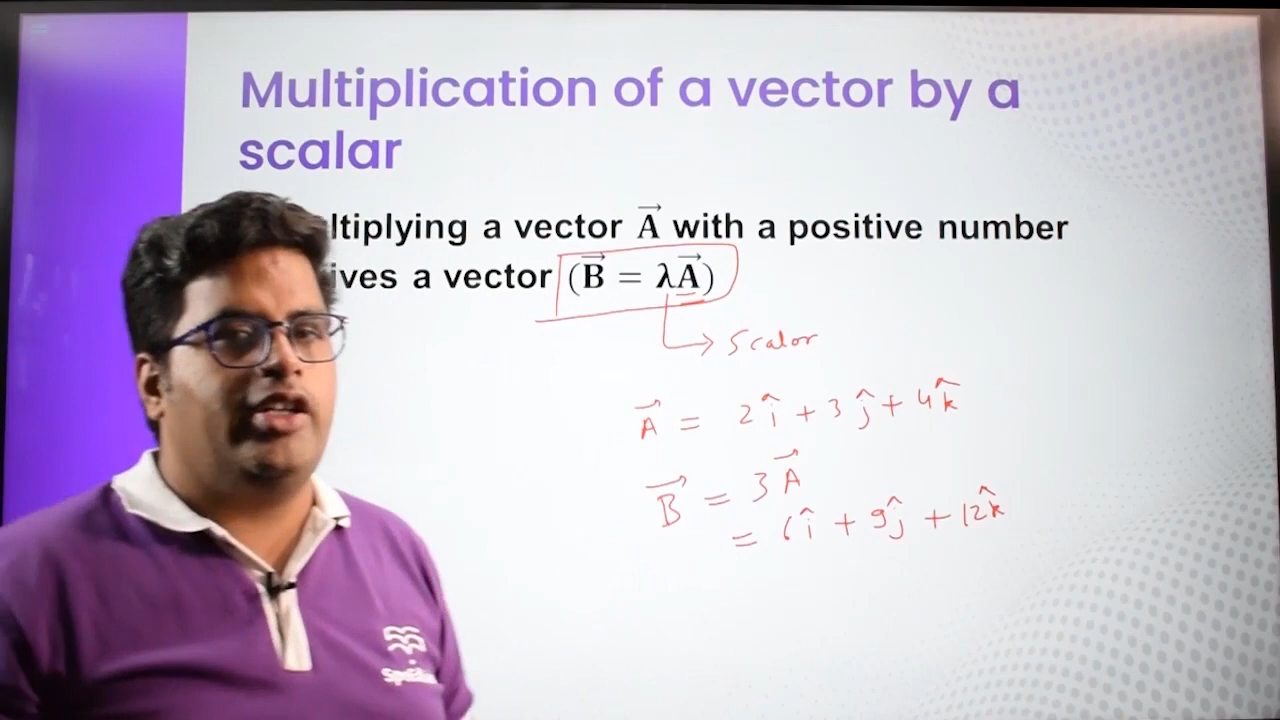 Multiplication of a vector by a
scalar
ltiplying a vector A⃗ with a positive number
ives a vector (B⃗ = λA⃗)
Scalor
A⃗ = 2î + 3ĵ + 4k̂
B⃗ = 3A⃗
= 6î + 9ĵ + 12k̂